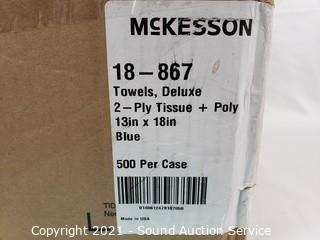 McKESSON
18-867
Towels, Deluxe
2-Ply Tissue + Poly
13in x 18in
Blue
500 Per Case
Made in USA
Copyright 2021 - Sound Auction Service